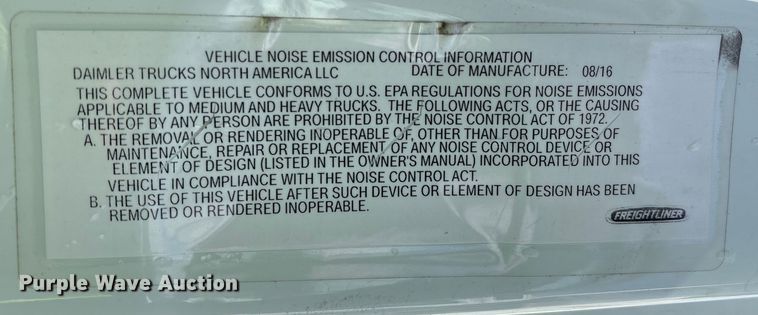 VEHICLE NOISE EMISSION CONTROL INFORMATION
DAIMLER TRUCKS NORTH AMERICA LLC DATE OF MANUFACTURE: 08/16
THIS COMPLETE VEHICLE CONFORMS TO U.S. EPA REGULATIONS FOR NOISE EMISSIONS
APPLICABLE TO MEDIUM AND HEAVY TRUCKS. THE FOLLOWING ACTS, OR THE CAUSING
THEREOF BY ANY PERSON ARE PROHIBITED BY THE NOISE CONTROL ACT OF 1972.
A. THE REMOVAL OR RENDERING INOPERABLE OF, OTHER THAN FOR PURPOSES OF
MAINTENANCE, REPAIR OR REPLACEMENT OF ANY NOISE CONTROL DEVICE OR
ELEMENT OF DESIGN (LISTED IN THE OWNER'S MANUAL) INCORPORATED INTO THIS
VEHICLE IN COMPLIANCE WITH THE NOISE CONTROL ACT.
B. THE USE OF THIS VEHICLE AFTER SUCH DEVICE OR ELEMENT OF DESIGN HAS BEEN
REMOVED OR RENDERED INOPERABLE.
FREIGHTLINER
Purple Wave Auction